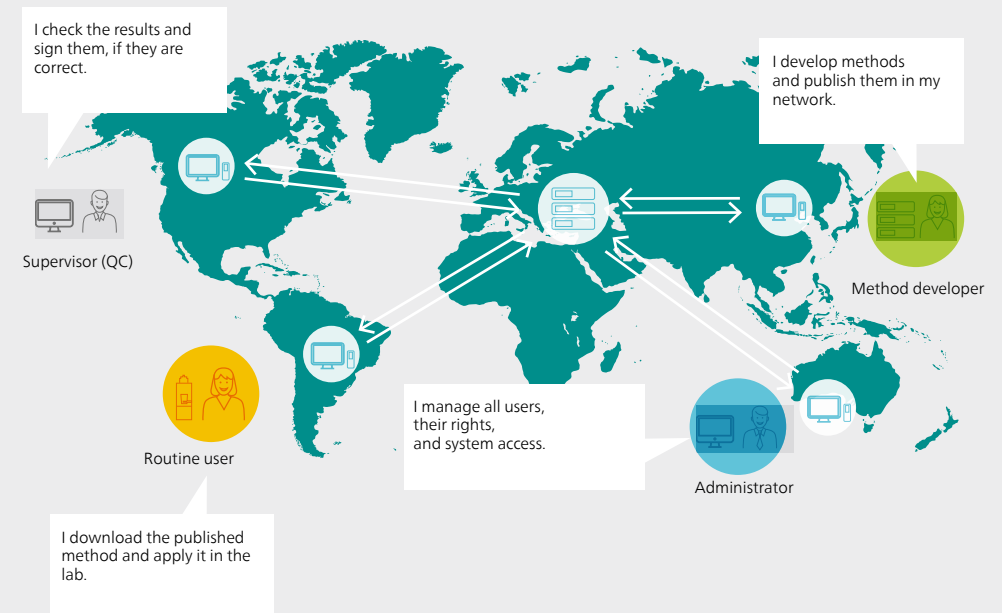 I check the results and
sign them, if they are
correct.
I develop methods
and publish them in my
network.
Supervisor (QC)
Method developer
I manage all users,
their rights,
and system access.
Routine user
Administrator
I download the published
method and apply it in the
lab.